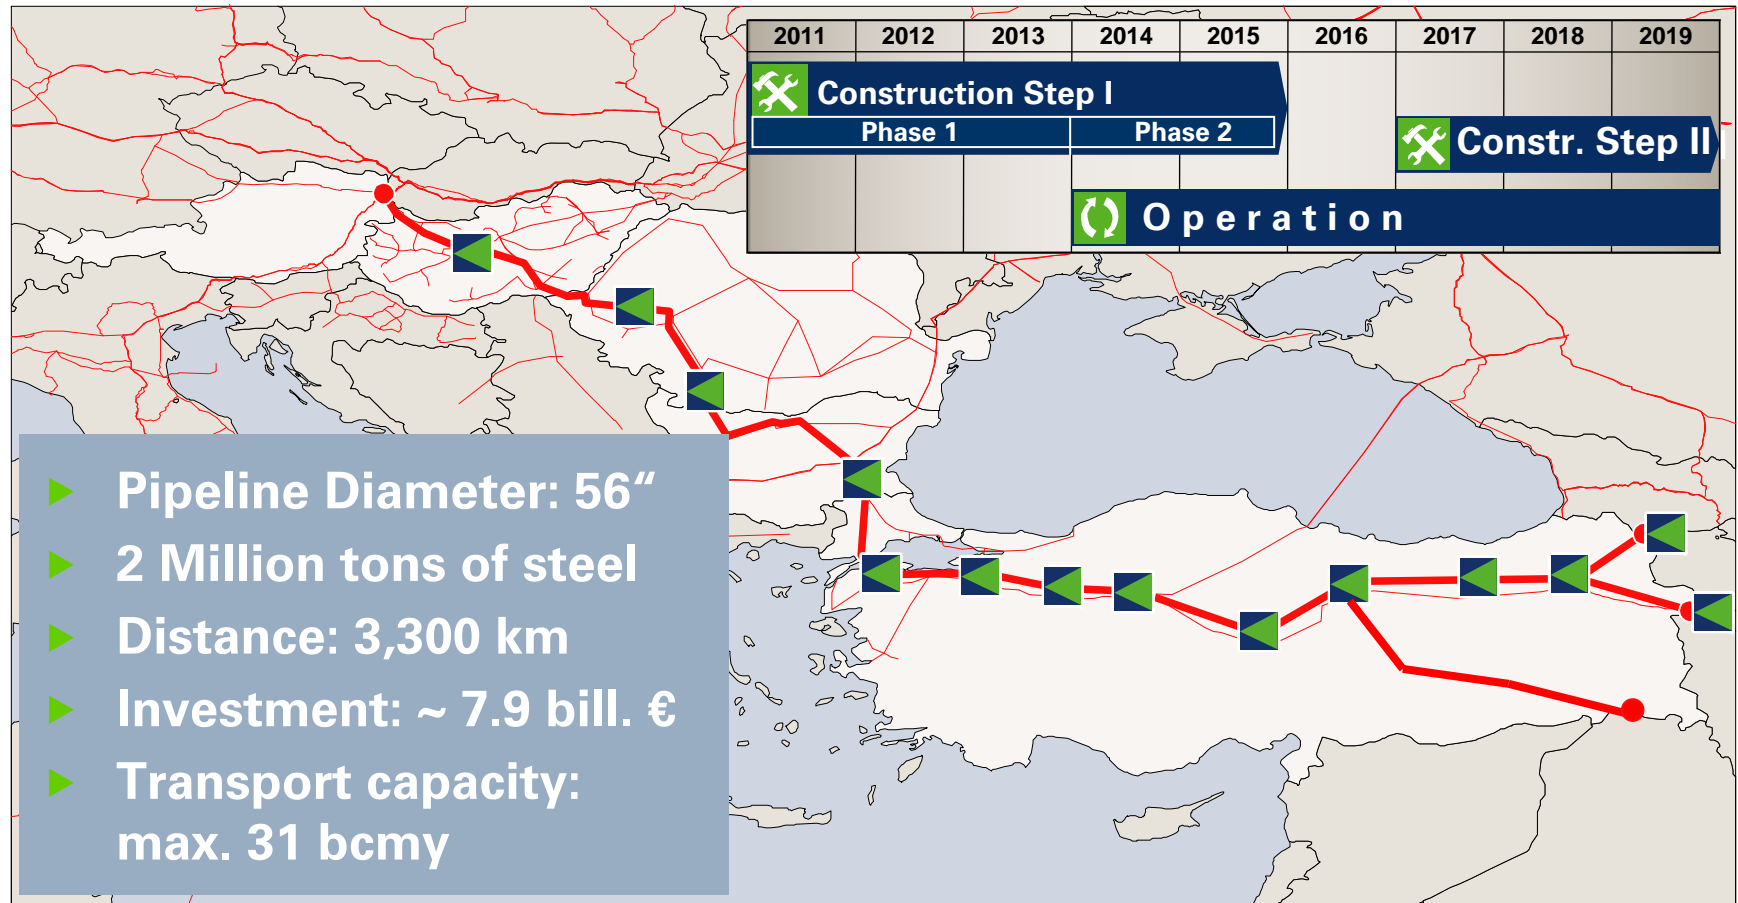 2011 2012 2013 2014 2015 2016 2017 2018 2019
Construction Step I
Phase 1 Phase 2
Constr. Step II
Operation
Pipeline Diameter: 56“
2 Million tons of steel
Distance: 3,300 km
Investment: ~ 7.9 bill. €
Transport capacity:
max. 31 bcmy